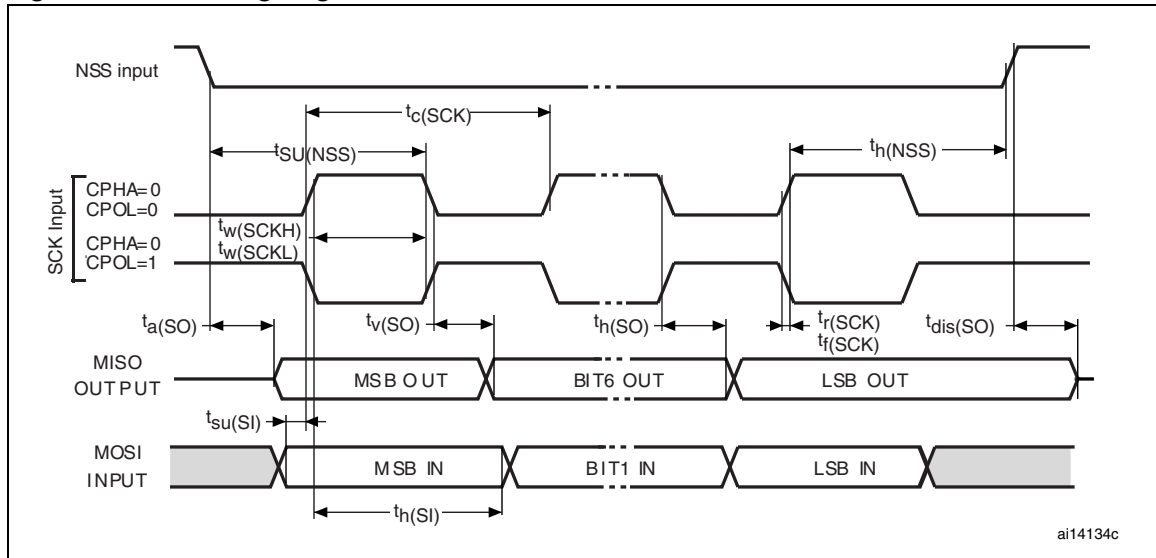 NSS input
tc(SCK)
tSU(NSS)
th(NSS)
SCK Input
CPHA=0
CPOL=0
tw(SCKH)
CPHA=0
tw(SCKL)
CPOL=1
ta(SO)
tv(SO)
th(SO)
tr(SCK)
tf(SCK)
tdis(SO)
MISO
OUTPUT
MSB OUT
BIT6 OUT
LSB OUT
tsu(SI)
MOSI
INPUT
MSB IN
BIT1 IN
LSB IN
th(SI)
ai14134c